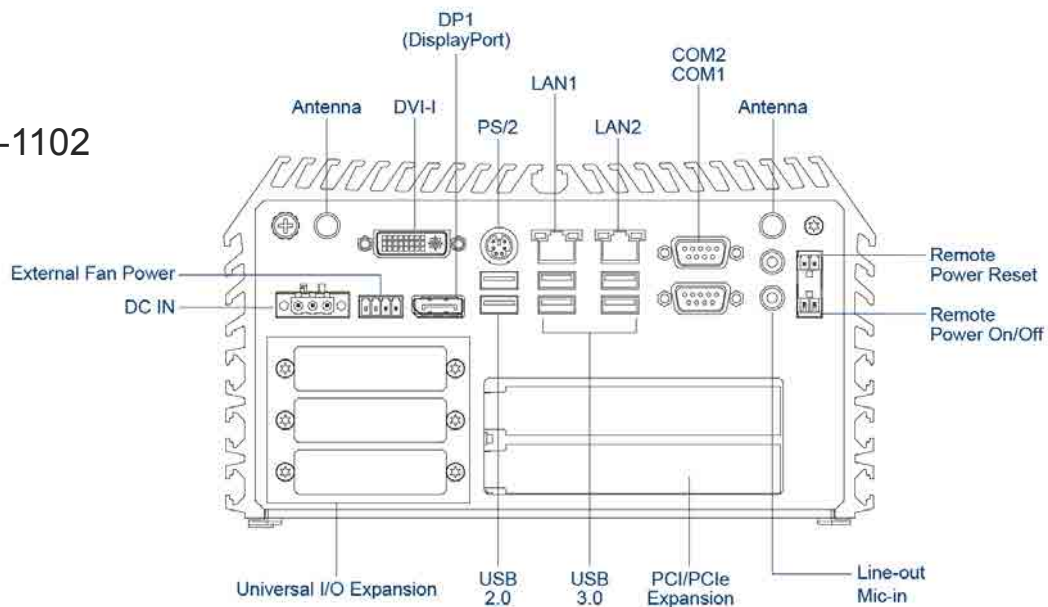 DP1
(DisplayPort)
COM2
COM1
LAN1
Antenna
DVI-I
Antenna
PS/2
LAN2
-1102
External Fan Power
DC IN
Remote
Power Reset
Remote
Power On/Off
Universal I/O Expansion
USB
2.0
USB
3.0
PCI/PCIe
Expansion
Line-out
Mic-in